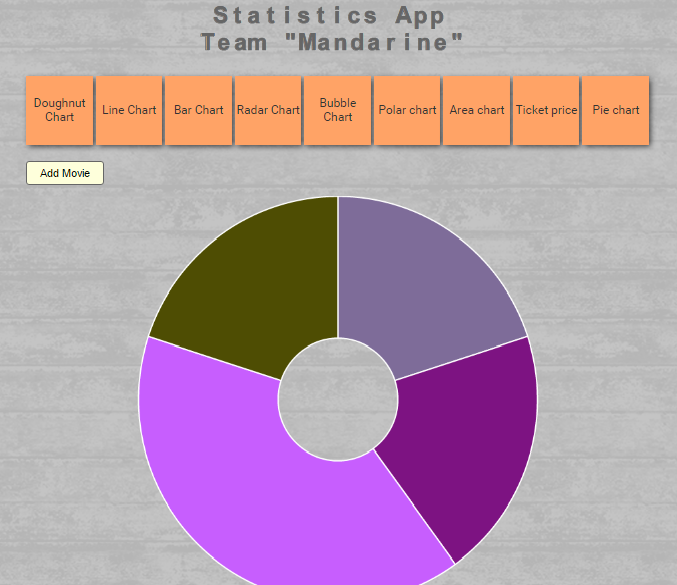 Statistics App
Team "Mandarine"
Doughnut
Chart
Line Chart
Bar Chart
Radar Chart
Bubble
Chart
Polar chart
Area chart
Ticket price
Pie chart
Add Movie